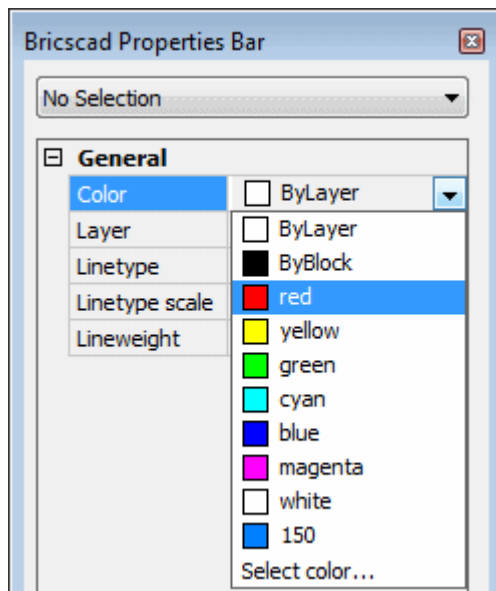 Bricscad Properties Bar
No Selection
General
Color ByLayer
Layer ByLayer
Linetype ByBlock
Linetype scale red
Lineweight yellow
green
cyan
blue
magenta
white
150
Select color...